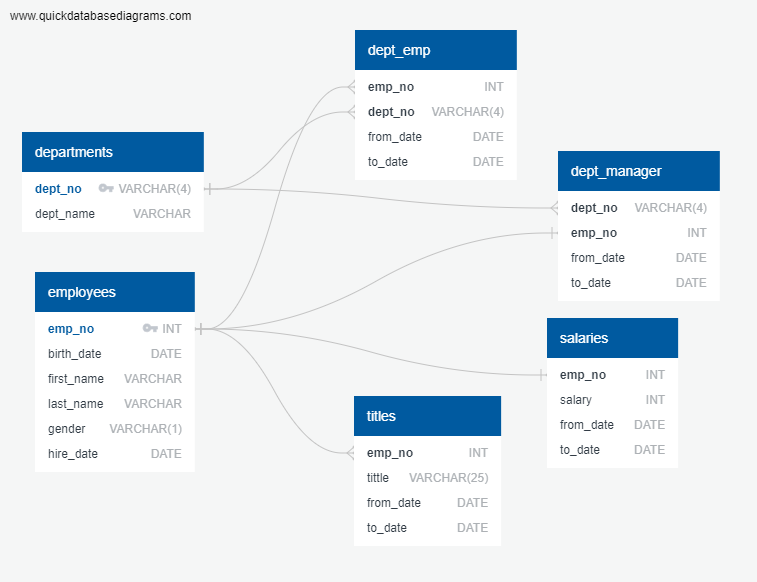 www.quickdatabasediagrams.com
dept_emp
emp_no INT
dept_no VARCHAR(4)
from_date DATE
to_date DATE
departments
dept_no VARCHAR(4)
dept_name VARCHAR
dept_manager
dept_no VARCHAR(4)
emp_no INT
from_date DATE
to_date DATE
employees
emp_no INT
birth_date DATE
first_name VARCHAR
last_name VARCHAR
gender VARCHAR(1)
hire_date DATE
salaries
emp_no INT
salary INT
from_date DATE
to_date DATE
titles
emp_no INT
tittle VARCHAR(25)
from_date DATE
to_date DATE